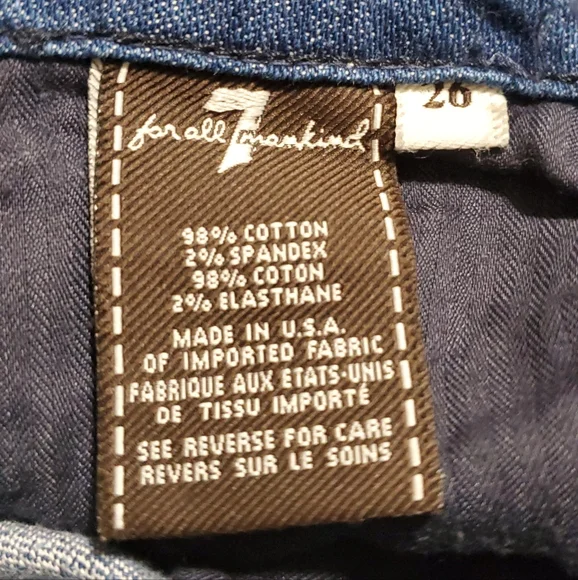 7
for all mankind
26
98% COTTON
2% SPANDEX
98% COTON
2% ELASTHANE
MADE IN U.S.A.
OF IMPORTED FABRIC
FABRIQUE AUX ETATS-UNIS
DE TISSU IMPORTÉ
SEE REVERSE FOR CARE
REVERS SUR LE SOINS